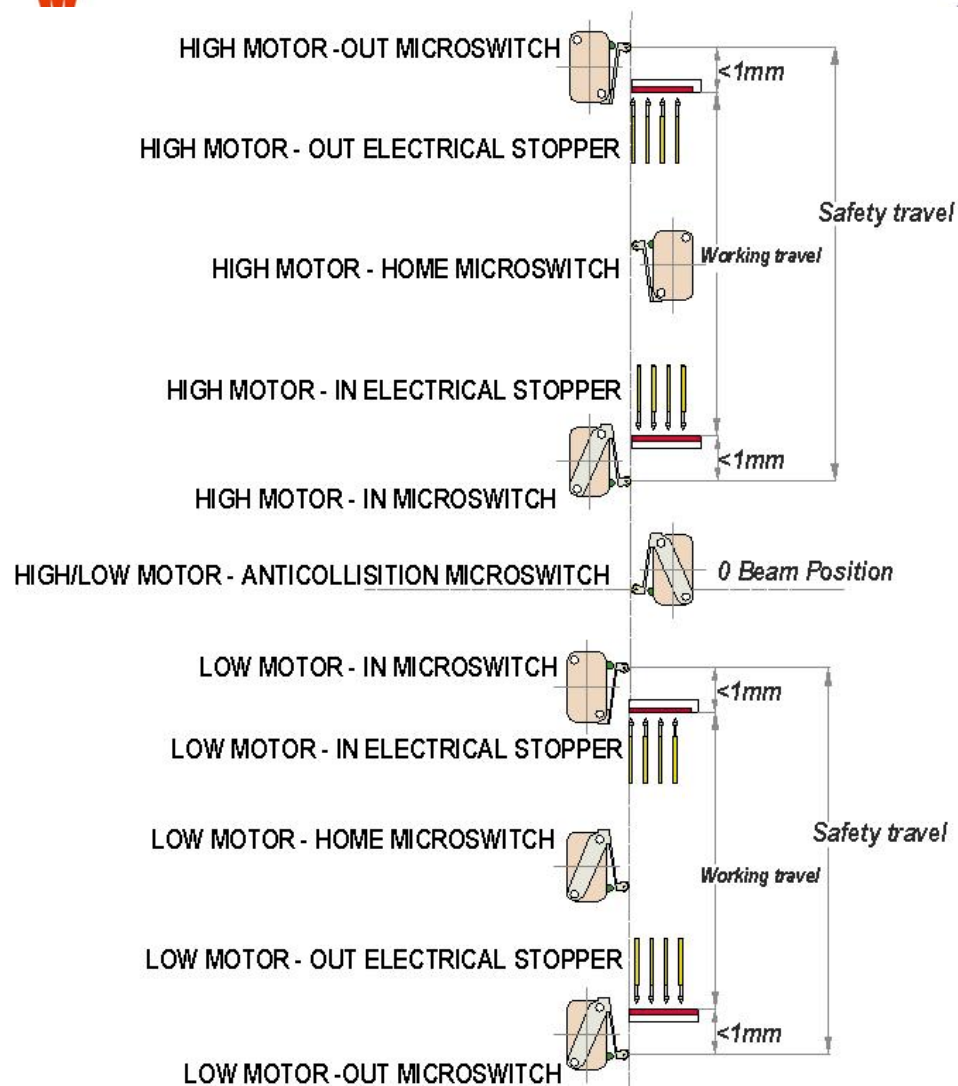 HIGH MOTOR -OUT MICROSWITCH
<1mm
HIGH MOTOR - OUT ELECTRICAL STOPPER
Safety travel
HIGH MOTOR - HOME MICROSWITCH
Working travel
HIGH MOTOR - IN ELECTRICAL STOPPER
<1mm
HIGH MOTOR - IN MICROSWITCH
HIGH/LOW MOTOR - ANTICOLLISITION MICROSWITCH
0 Beam Position
LOW MOTOR - IN MICROSWITCH
<1mm
LOW MOTOR - IN ELECTRICAL STOPPER
LOW MOTOR - HOME MICROSWITCH
Safety travel
Working travel
LOW MOTOR - OUT ELECTRICAL STOPPER
<1mm
LOW MOTOR -OUT MICROSWITCH